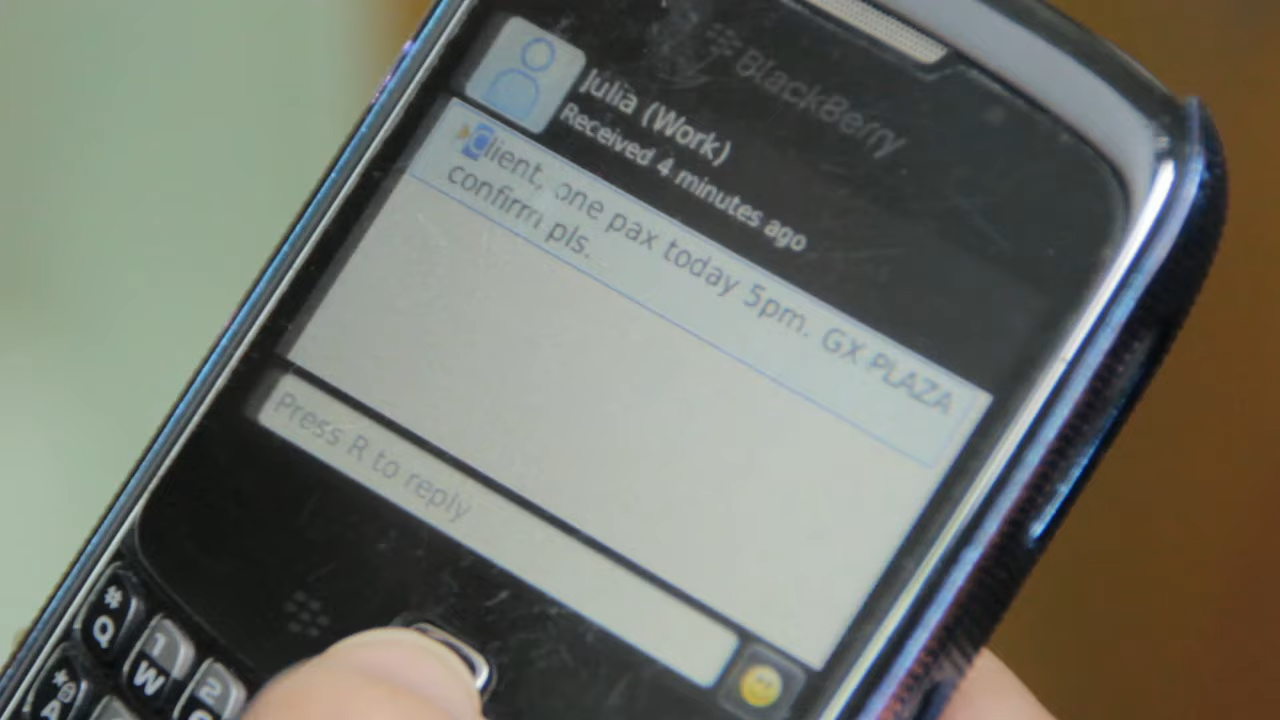 BlackBerry
Julia (Work)
Received 4 minutes ago
Client, one pax today 5pm. GX PLAZA
confirm pls.
Press R to reply
#
Q
1
W
2
*
A